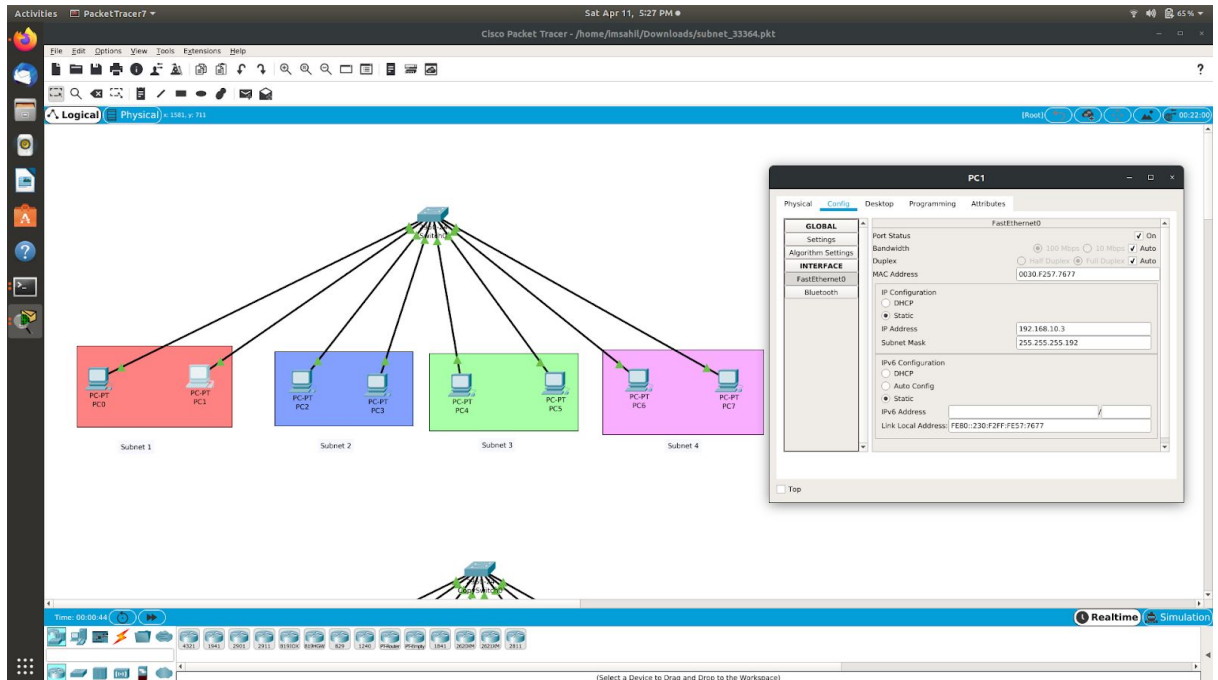 Activities PacketTracer7 Sat Apr 11, 5:27 PM 65 %
Cisco Packet Tracer - /home/imsahil/Downloads/subnet_33364.pkt
File Edit Options View Tools Extensions Help
?
Logical Physical x: 1581, y: 711 [Root] 00:22:00
PC1
Physical Config Desktop Programming Attributes
GLOBAL
Settings
Algorithm Settings
INTERFACE
FastEthernet0
Bluetooth
FastEthernet0
Port Status On
Bandwidth 100 Mbps 10 Mbps Auto
Duplex Half Duplex Full Duplex Auto
MAC Address 0030.F257.7677
IP Configuration
DHCP
Static
IP Address 192.168.10.3
Subnet Mask 255.255.255.192
IPv6 Configuration
DHCP
Auto Config
Static
IPv6 Address /
Link Local Address: FE80::230:F2FF:FE57:7677
Top
PC-PT
PC0
PC-PT
PC1
PC-PT
PC2
PC-PT
PC3
PC-PT
PC4
PC-PT
PC5
PC-PT
PC6
PC-PT
PC7
Subnet 1
Subnet 2
Subnet 3
Subnet 4
Time: 00:00:44 Realtime Simulation
4321 1941 2901 2911 819IOX 819HGW 829 1240 PT-Router PT-Empty 1841 2620XM 2621XM 2811
(Select a Device to Drag and Drop to the Workspace)